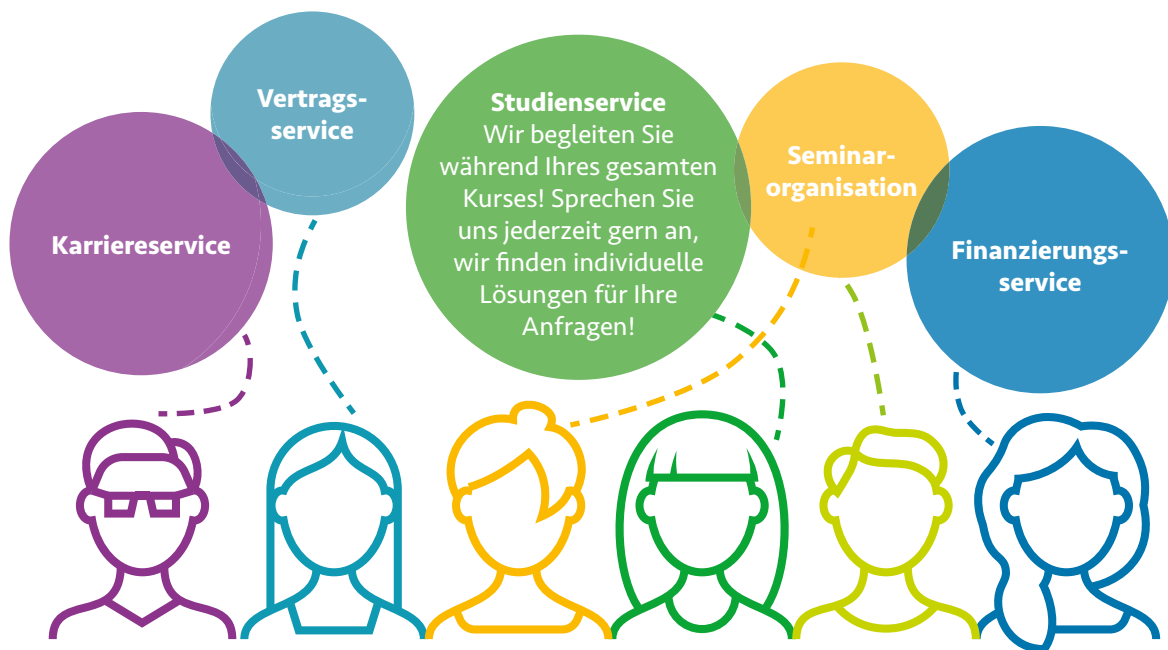 Karriereservice
Vertrags-
service
Studienservice
Wir begleiten Sie
während Ihres gesamten
Kurses! Sprechen Sie
uns jederzeit gern an,
wir finden individuelle
Lösungen für Ihre
Anfragen!
Seminar-
organisation
Finanzierungs-
service